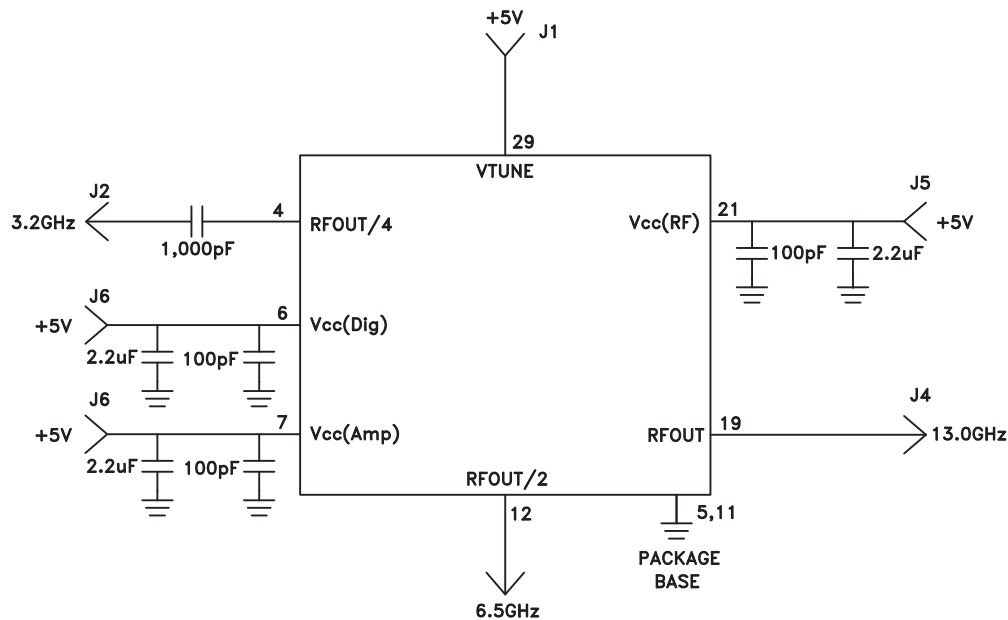 +5V
J1
29
VTUNE
J2
3.2GHz
4
RFOUT/4
1,000pF
J5
21
Vcc(RF)
+5V
100pF
2.2uF
J6
+5V
6
Vcc(Dig)
2.2uF
100pF
J6
+5V
7
Vcc(Amp)
2.2uF
100pF
J4
RFOUT
19
13.0GHz
RFOUT/2
12
5,11
PACKAGE
BASE
6.5GHz